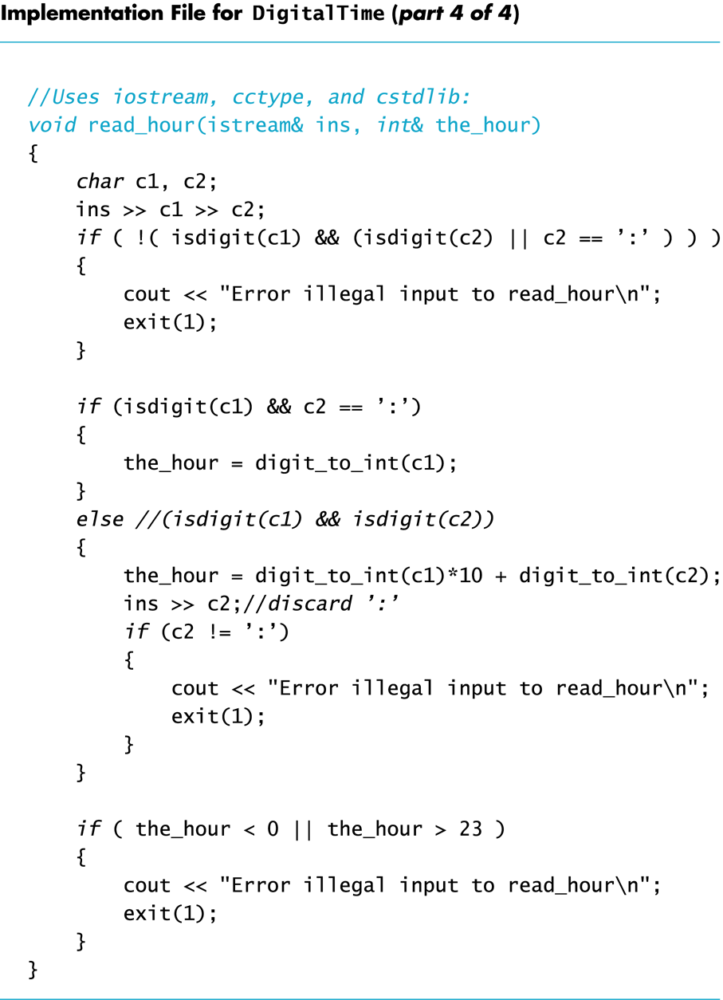 Implementation File for DigitalTime (part 4 of 4)
//Uses iostream, cctype, and cstdlib:
void read_hour(istream& ins, int& the_hour)
{
    char c1, c2;
    ins >> c1 >> c2;
    if ( !( isdigit(c1) && (isdigit(c2) || c2 == ’:’ ) ) )
    {
        cout << "Error illegal input to read_hour\n";
        exit(1);
    }
    if (isdigit(c1) && c2 == ’:’)
    {
        the_hour = digit_to_int(c1);
    }
    else //(isdigit(c1) && isdigit(c2))
    {
        the_hour = digit_to_int(c1)*10 + digit_to_int(c2);
        ins >> c2;//discard ’:’
        if (c2 != ’:’)
        {
            cout << "Error illegal input to read_hour\n";
            exit(1);
        }
    }
    if ( the_hour < 0 || the_hour > 23 )
    {
        cout << "Error illegal input to read_hour\n";
        exit(1);
    }
}